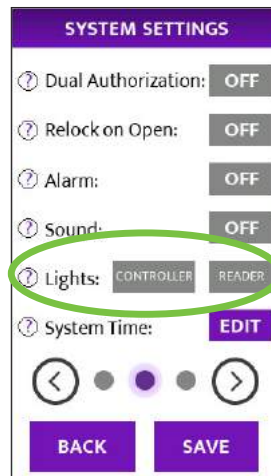 SYSTEM SETTINGS
? Dual Authorization: OFF
? Relock on Open: OFF
? Alarm: OFF
? Sound: OFF
? Lights: CONTROLLER READER
? System Time: EDIT
BACK SAVE